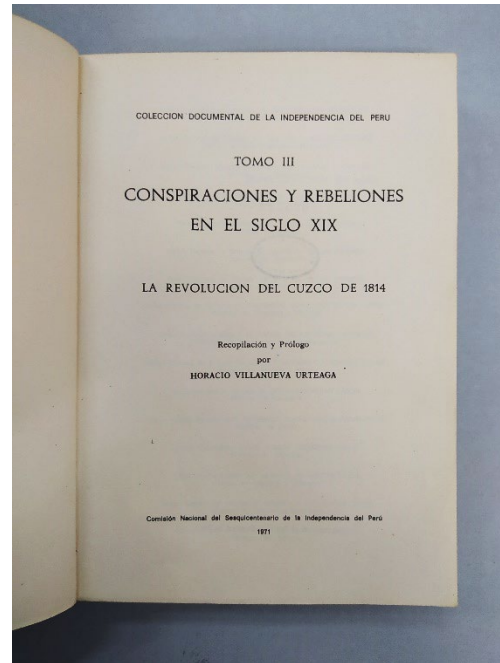 COLECCION DOCUMENTAL DE LA INDEPENDENCIA DEL PERU
TOMO III
CONSPIRACIONES Y REBELIONES
EN EL SIGLO XIX
LA REVOLUCION DEL CUZCO DE 1814
Recopilación y Prólogo
por
HORACIO VILLANUEVA URTEAGA
Comisión Nacional del Sesquicentenario de la Independencia del Perú
1971